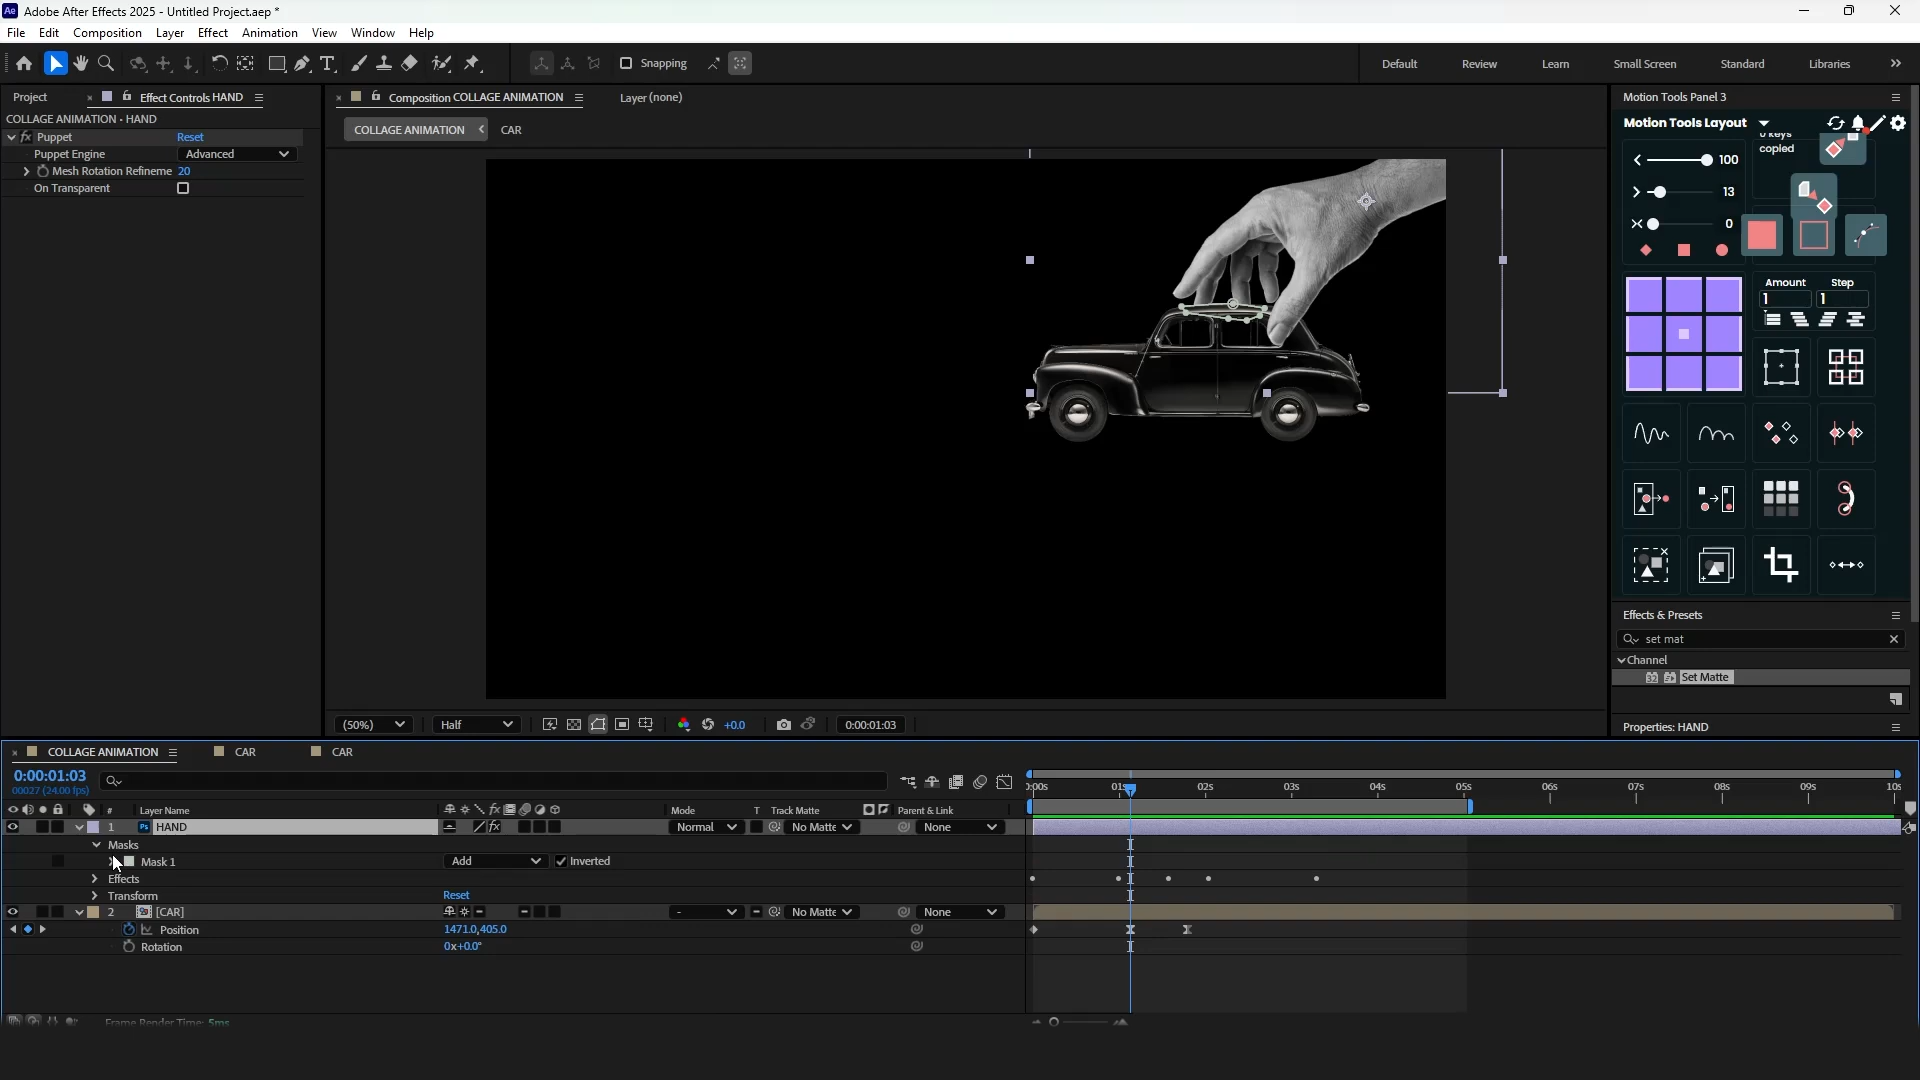 Ae Adobe After Effects 2025 - Untitled Project.aep *
File Edit Composition Layer Effect Animation View Window Help
Snapping
Default Review Learn Small Screen Standard Libraries
Project Effect Controls HAND
COLLAGE ANIMATION • HAND
fx Puppet Reset
Puppet Engine Advanced
Mesh Rotation Refineme 20
On Transparent
Composition COLLAGE ANIMATION Layer (none)
COLLAGE ANIMATION CAR
(50%) Half +0.0 0:00:01:03
Motion Tools Panel 3
Motion Tools Layout
copied
100
13
0
Amount Step
1 1
Effects & Presets
set mat
Channel
32 Set Matte
Properties: HAND
COLLAGE ANIMATION CAR CAR
0:00:01:03
00027 (24.00 fps)
# Layer Name Mode T Track Matte Parent & Link
01s 02s 03s 04s 05s 06s 07s 08s 09s
1 Ps HAND fx Normal No Matte None
Masks
Mask 1 Add Inverted
Effects
Transform Reset
2 [CAR] - No Matte None
Position 1471.0,405.0
Rotation 0x+0.0°
Frame Render Time: 5ms